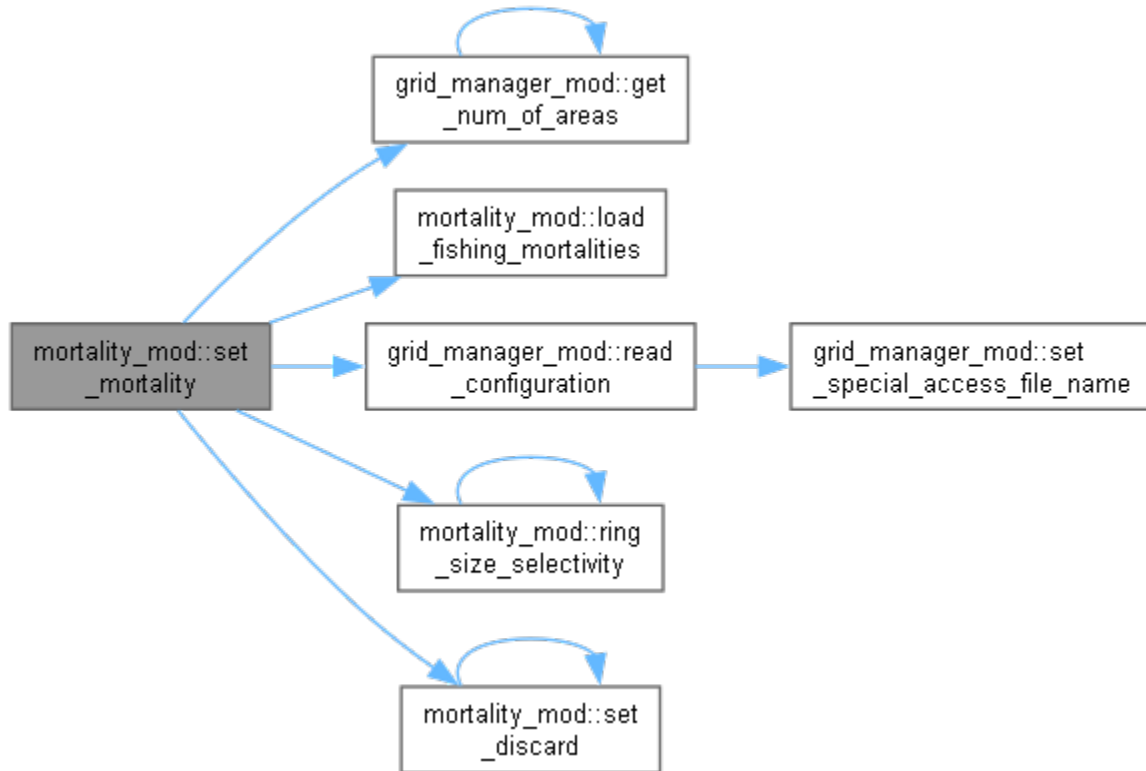 grid_manager_mod::get
_num_of_areas
mortality_mod::load
_fishing_mortalities
mortality_mod::set
_mortality
grid_manager_mod::read
_configuration
grid_manager_mod::set
_special_access_file_name
mortality_mod::ring
_size_selectivity
mortality_mod::set
_discard